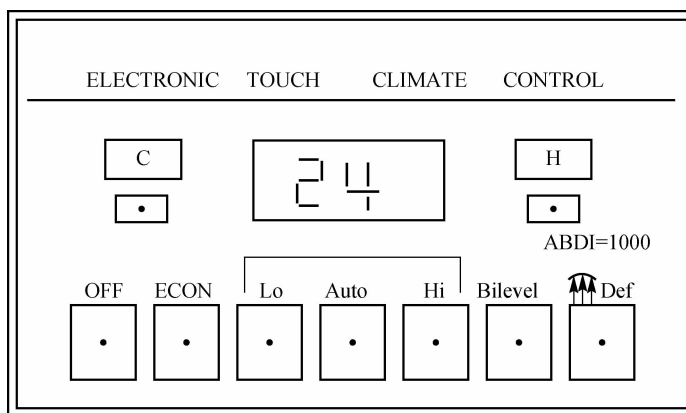 ELECTRONIC TOUCH CLIMATE CONTROL
C 24 H
ABDI=1000
OFF ECON Lo Auto Hi Bilevel Def